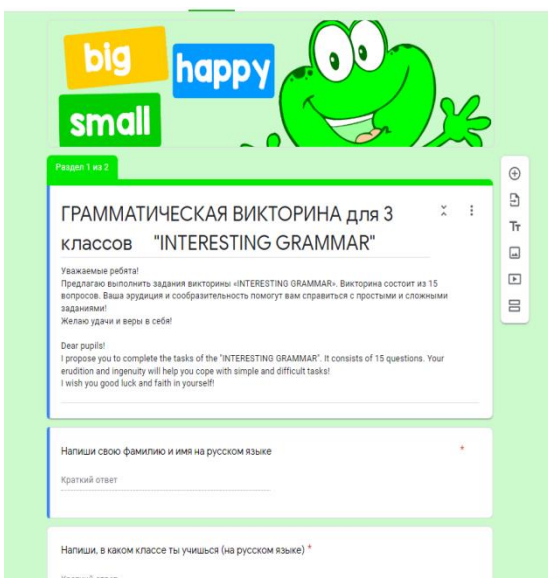 big
happy
small
Раздел 1 из 2
ГРАММАТИЧЕСКАЯ ВИКТОРИНА для 3
классов "INTERESTING GRAMMAR"
Уважаемые ребята!
Предлагаю выполнить задания викторины «INTERESTING GRAMMAR». Викторина состоит из 15
вопросов. Ваша эрудиция и сообразительность помогут вам справиться с простыми и сложными
заданиями!
Желаю удачи и веры в себя!
Dear pupils!
I propose you to complete the tasks of the "INTERESTING GRAMMAR". It consists of 15 questions. Your
erudition and ingenuity will help you cope with simple and difficult tasks!
I wish you good luck and faith in yourself!
Напиши свою фамилию и имя на русском языке *
Краткий ответ
Напиши, в каком классе ты учишься (на русском языке) *